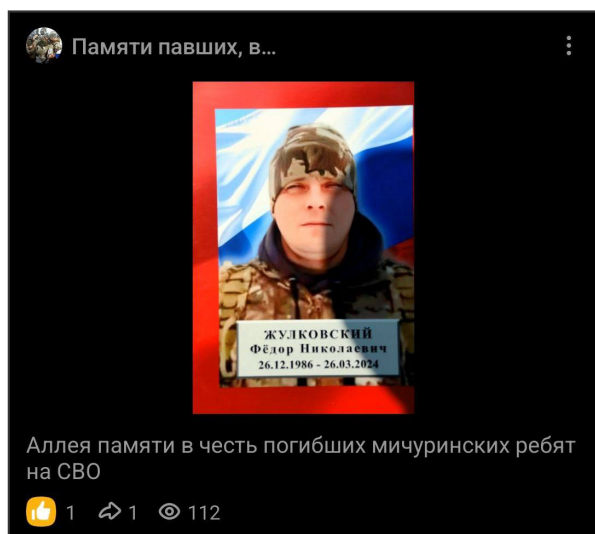 Памяти павших, в...
ЖУЛКОВСКИЙ
Фёдор Николаевич
26.12.1986 - 26.03.2024
Аллея памяти в честь погибших мичуринских ребят
на СВО
1 1 112